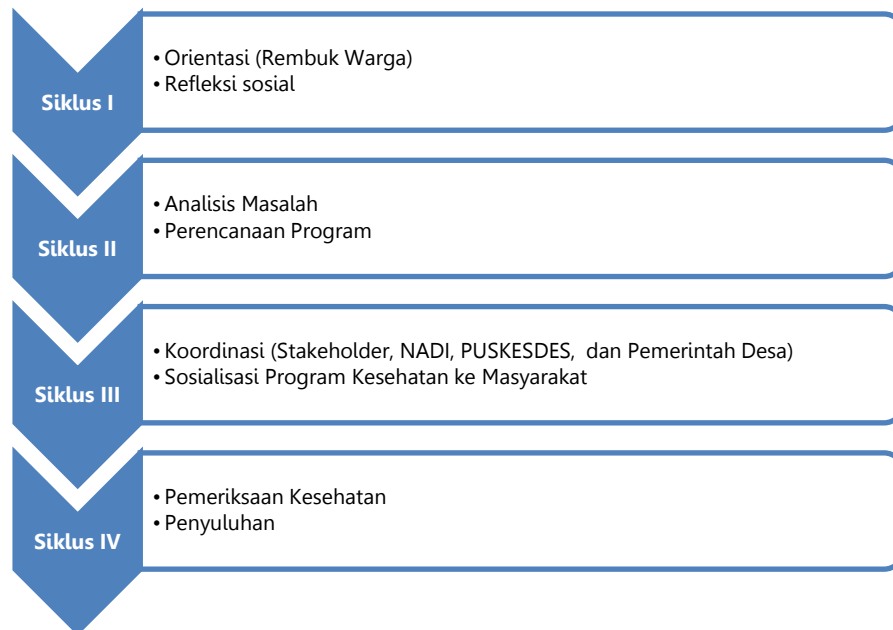 Siklus I
• Orientasi (Rembuk Warga)
• Refleksi sosial
Siklus II
• Analisis Masalah
• Perencanaan Program
Siklus III
• Koordinasi (Stakeholder, NADI, PUSKESDES, dan Pemerintah Desa)
• Sosialisasi Program Kesehatan ke Masyarakat
Siklus IV
• Pemeriksaan Kesehatan
• Penyuluhan